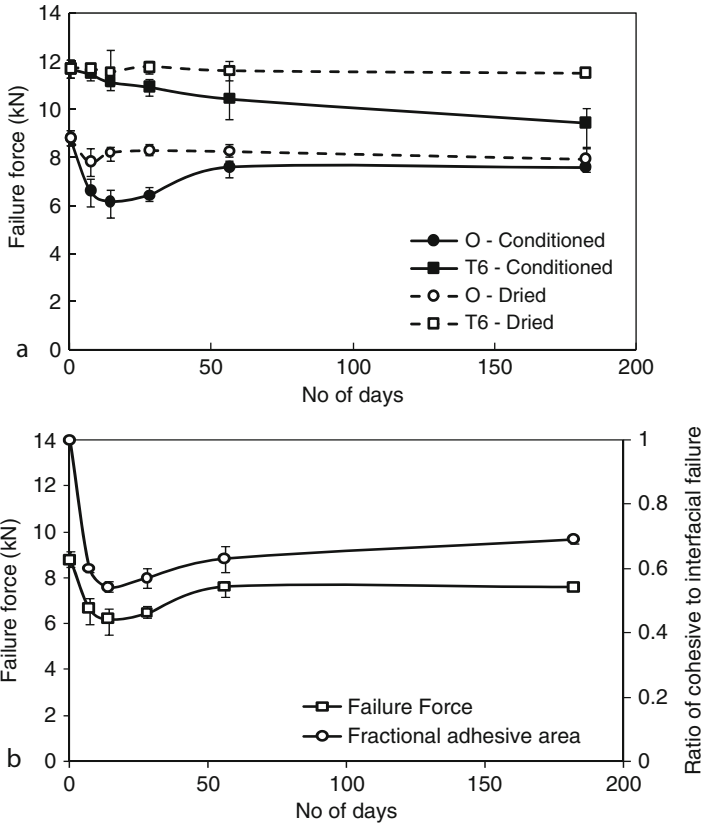 14
12
10
8
6
4
2
0
Failure force (kN)
O - Conditioned
T6 - Conditioned
O - Dried
T6 - Dried
a
0 50 100 150 200
No of days
14
12
10
8
6
4
2
0
Failure force (kN)
1
0.8
0.6
0.4
0.2
0
Ratio of cohesive to interfacial failure
Failure Force
Fractional adhesive area
b
0 50 100 150 200
No of days